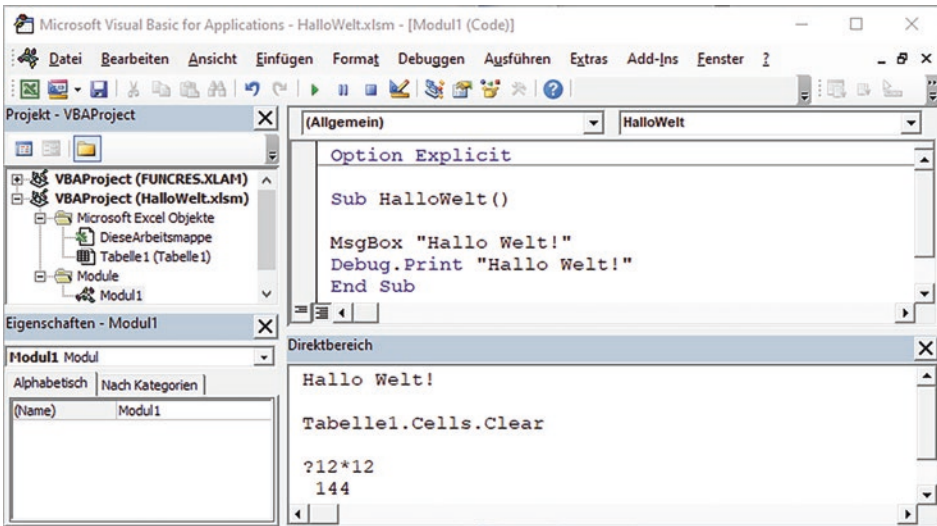 Microsoft Visual Basic for Applications - HalloWelt.xlsm - [Modul1 (Code)]
Datei Bearbeiten Ansicht Einfügen Format Debuggen Ausführen Extras Add-Ins Fenster ?
Projekt - VBAProject
VBAProject (FUNCRES.XLAM)
VBAProject (HalloWelt.xlsm)
Microsoft Excel Objekte
DieseArbeitsmappe
Tabelle1 (Tabelle1)
Module
Modul1
Eigenschaften - Modul1
Modul1 Modul
Alphabetisch Nach Kategorien
(Name) Modul1
(Allgemein) HalloWelt
Option Explicit
Sub HalloWelt()
MsgBox "Hallo Welt!"
Debug.Print "Hallo Welt!"
End Sub
Direktbereich
Hallo Welt!
Tabelle1.Cells.Clear
?12*12
144